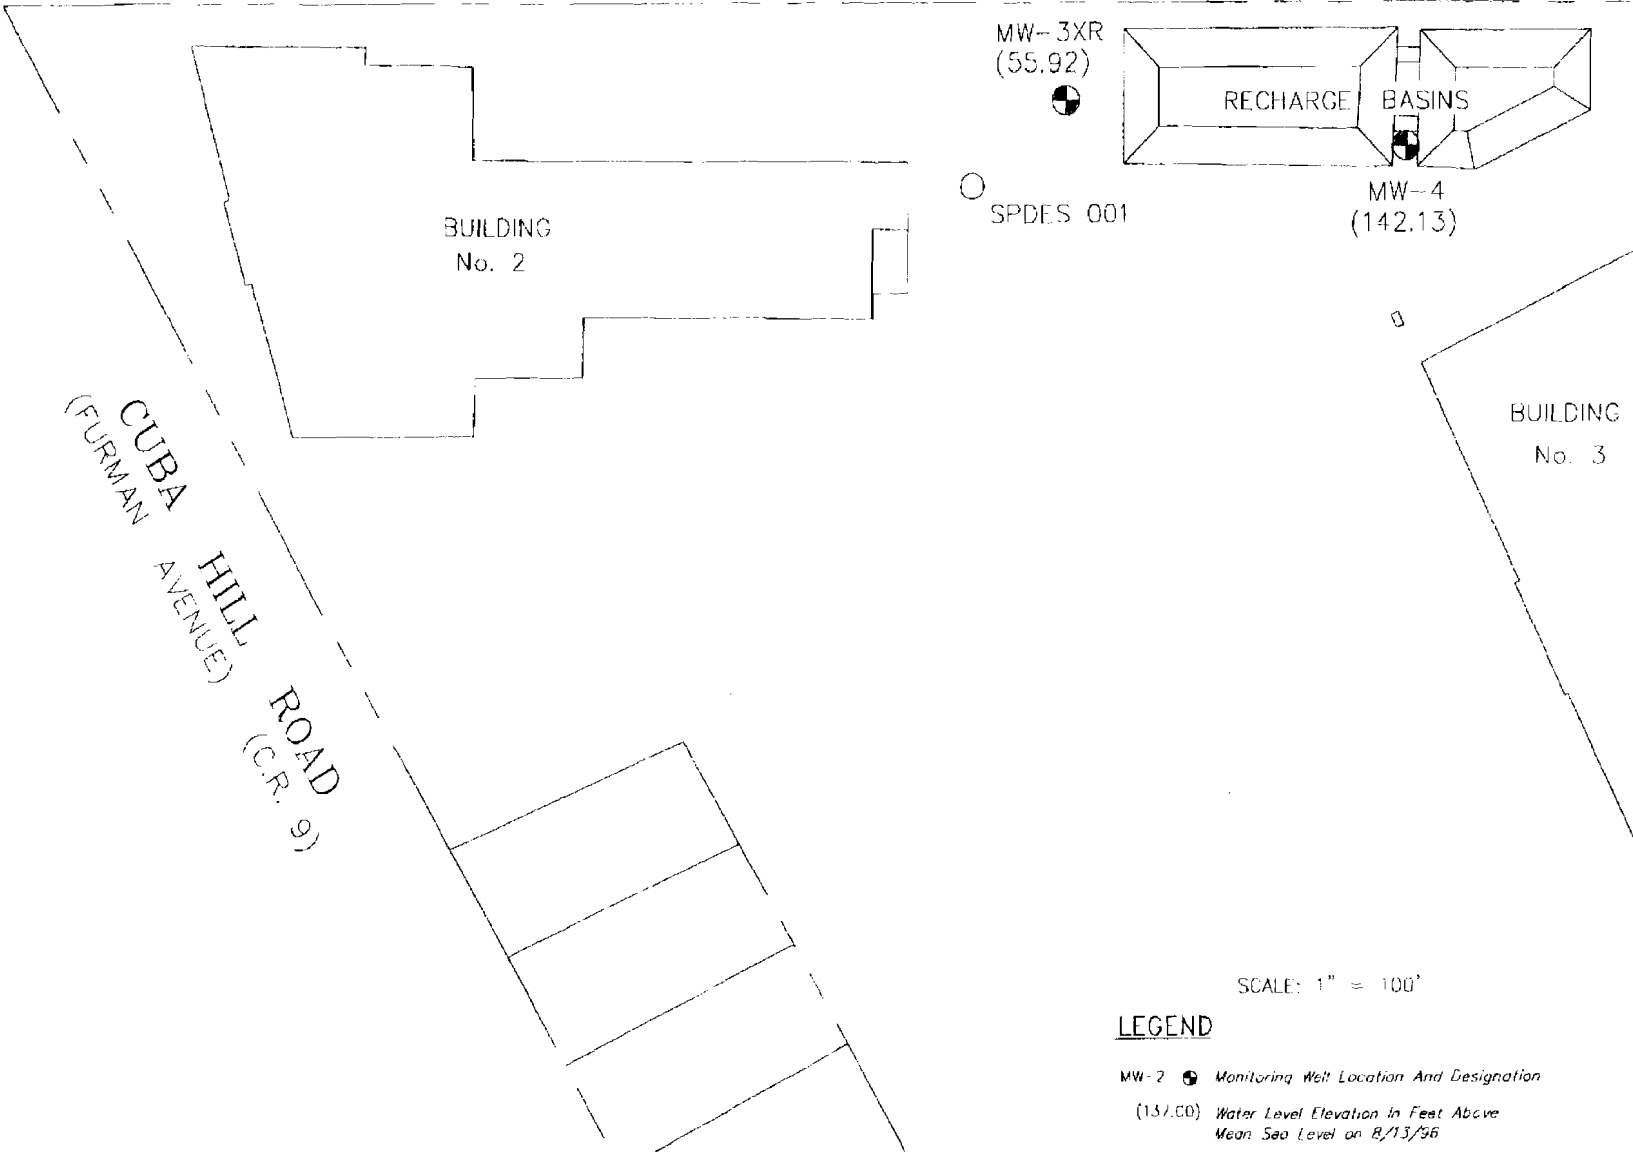 MW-3XR
(55.92)
RECHARGE BASINS
MW-4
(142.13)
SPDES 001
BUILDING
No. 2
BUILDING
No. 3
CUBA HILL ROAD
(FURMAN AVENUE) (C.R. 9)
SCALE: 1" = 100'
LEGEND
MW-2 Monitoring Well Location And Designation
(137.00) Water Level Elevation In Feet Above
Mean Sea Level on 8/13/96